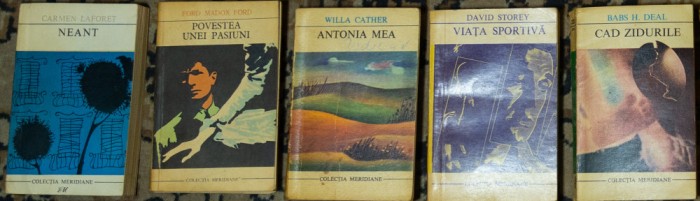 CARMEN LAFORET
NEANT
COLECȚIA MERIDIANE
FORD MADOX FORD
POVESTEA
UNEI PASIUNI
COLECȚIA MERIDIANE
WILLA CATHER
ANTONIA MEA
COLECȚIA MERIDIANE
DAVID STOREY
VIAȚA SPORTIVĂ
COLECȚIA MERIDIANE
BABS H. DEAL
CAD ZIDURILE
COLECȚIA MERIDIANE